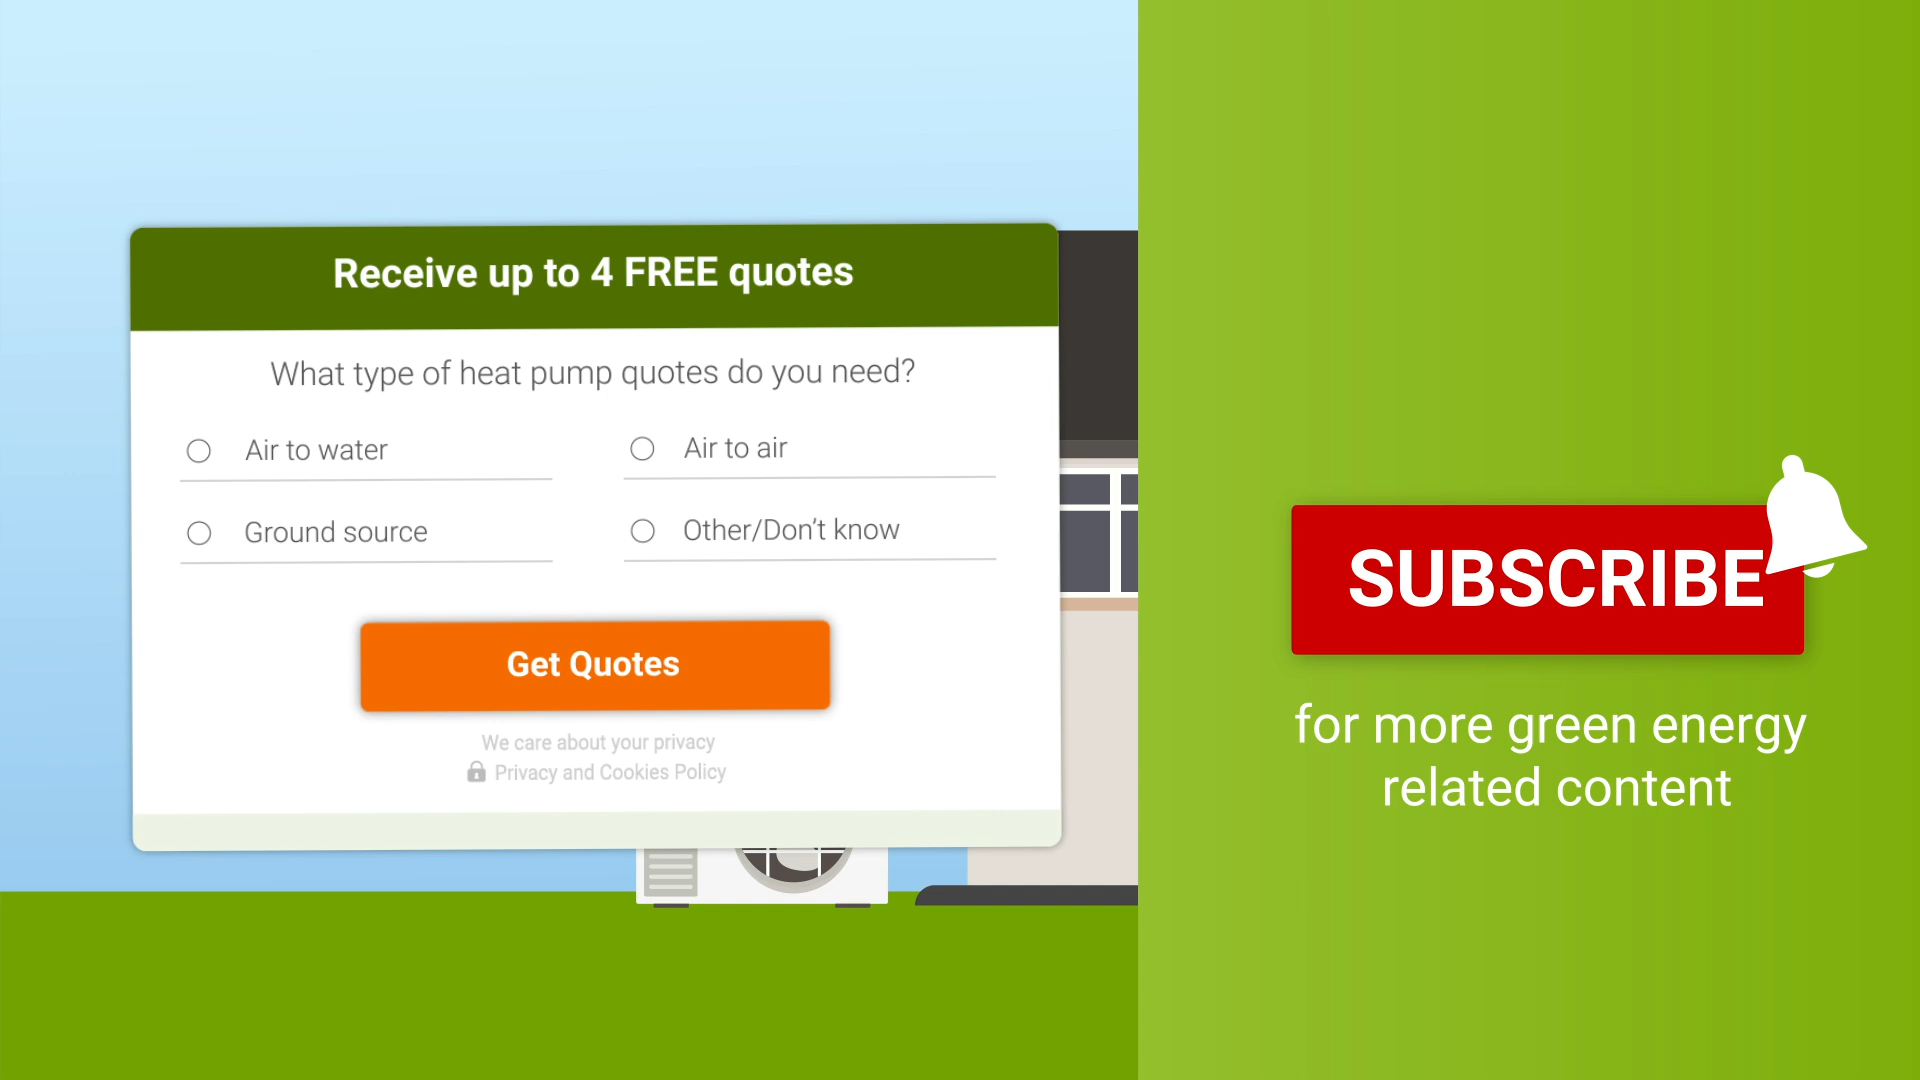 Receive up to 4 FREE quotes
What type of heat pump quotes do you need?
Air to water
Air to air
Ground source
Other/Don’t know
Get Quotes
We care about your privacy
Privacy and Cookies Policy
SUBSCRIBE
for more green energy
related content